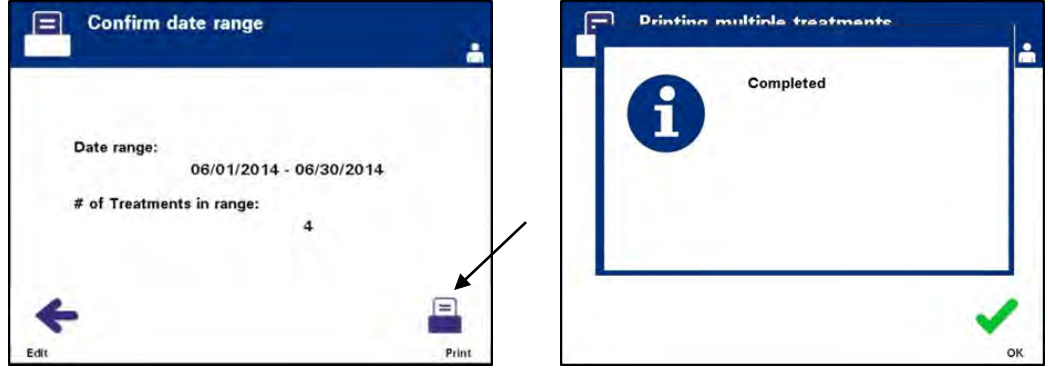 Confirm date range
Date range:
06/01/2014 - 06/30/2014
# of Treatments in range:
4
Edit
Print
Printing multiple treatments
Completed
OK